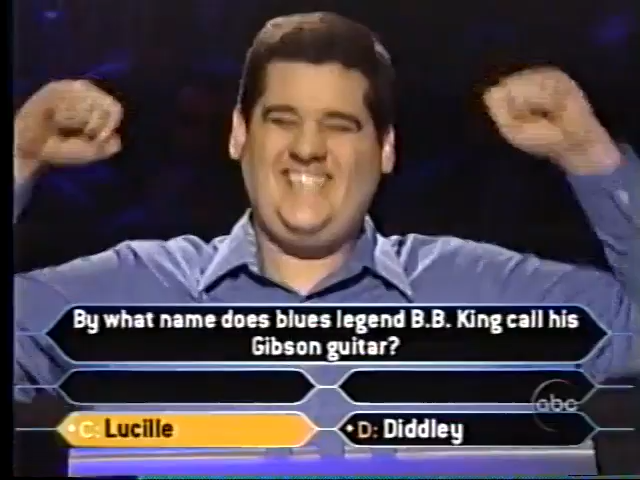 By what name does blues legend B.B. King call his
Gibson guitar?
abc
C: Lucille
D: Diddley